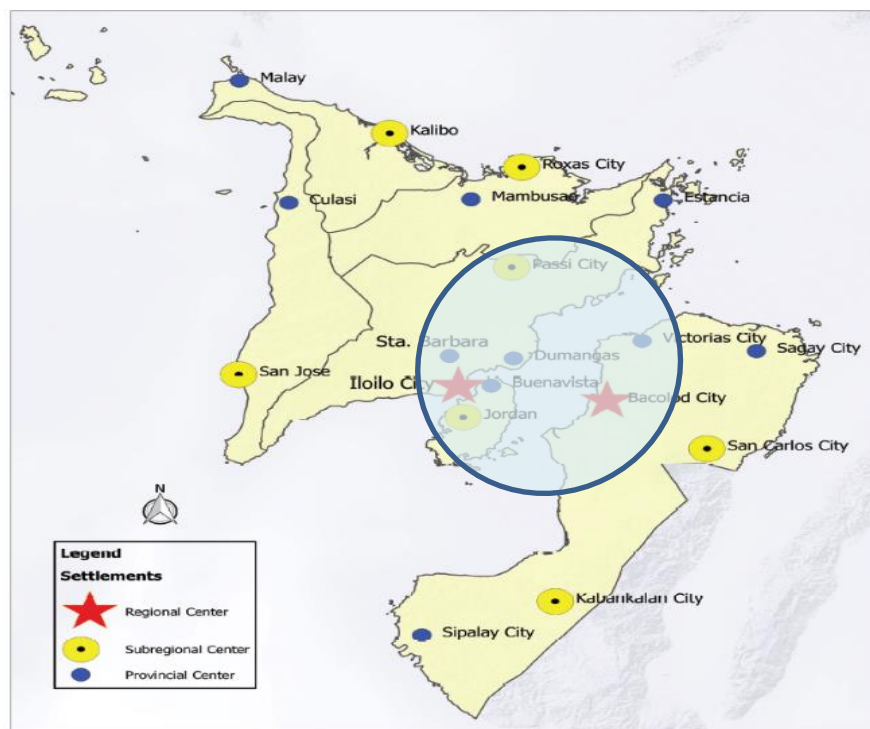 Malay
Kalibo
Roxas City
Culasi
Mambusao
Estancia
Passi City
Sta. Barbara
Dumangas
Victorias City
Sagay City
San Jose
Iloilo City
Buenavista
Bacolod City
Jordan
San Carlos City
N
Legend
Settlements
Regional Center
Subregional Center
Provincial Center
Kabankalan City
Sipalay City